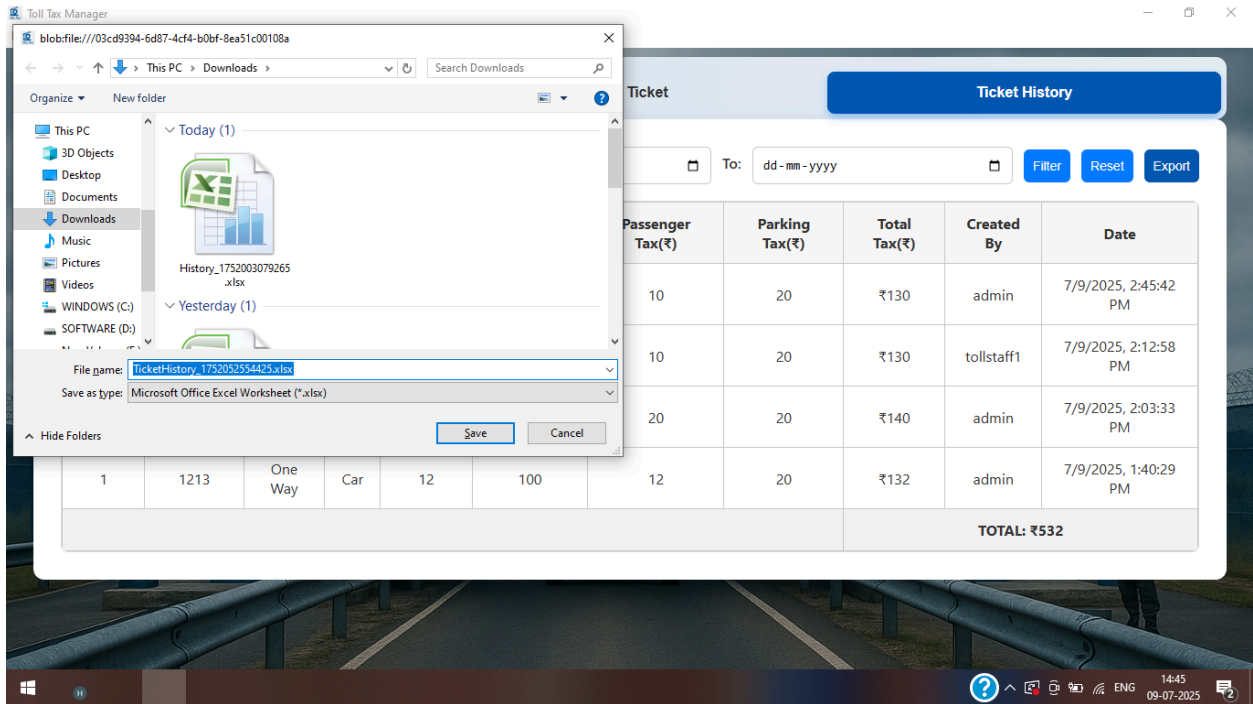 Toll Tax Manager
blob:file:///03cd9394-6d87-4cf4-b0bf-8ea51c00108a
This PC > Downloads >
Search Downloads
Organize
New folder
This PC
3D Objects
Desktop
Documents
Downloads
Music
Pictures
Videos
WINDOWS (C:)
SOFTWARE (D:)
Today (1)
History_1752003079265
.xlsx
Yesterday (1)
File name: TicketHistory_1752052554425.xlsx
Save as type: Microsoft Office Excel Worksheet (*.xlsx)
Hide Folders
Save
Cancel
Ticket
Ticket History
To: dd-mm-yyyy
Filter
Reset
Export
Passenger Tax(₹) Parking Tax(₹) Total Tax(₹) Created By Date
10 20 ₹130 admin 7/9/2025, 2:45:42 PM
10 20 ₹130 tollstaff1 7/9/2025, 2:12:58 PM
20 20 ₹140 admin 7/9/2025, 2:03:33 PM
1 1213 One Way Car 12 100 12 20 ₹132 admin 7/9/2025, 1:40:29 PM
TOTAL: ₹532
H
?
ENG
14:45
09-07-2025
2